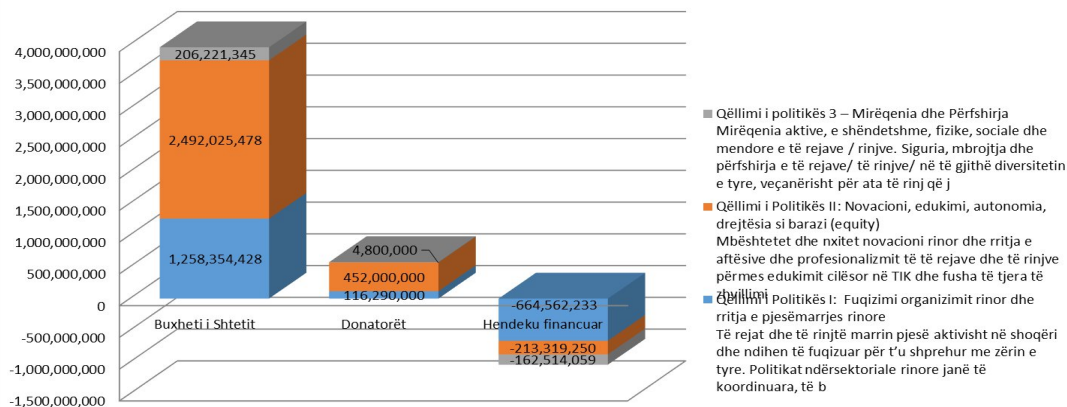 4,000,000,000
3,500,000,000
3,000,000,000
2,500,000,000
2,000,000,000
1,500,000,000
1,000,000,000
500,000,000
0
-500,000,000
-1,000,000,000
-1,500,000,000
206,221,345
2,492,025,478
1,258,354,428
4,800,000
452,000,000
116,290,000
-664,562,233
-213,319,250
-162,514,059
Buxheti i Shtetit
Donatorët
Hendeku financuar
Qëllimi i politikës 3 – Mirëqenia dhe Përfshirja
Mirëqenia aktive, e shëndetshme, fizike, sociale dhe
mendore e të rejave / rinjve. Siguria, mbrojtja dhe
përfshirja e të rejave/ të rinjve/ në të gjithë diversitetin
e tyre, veçanërisht për ata të rinj që j
Qëllimi i Politikës II: Novacioni, edukimi, autonomia,
drejtësia si barazi (equity)
Mbështetet dhe nxitet novacioni rinor dhe rritja e
aftësive dhe profesionalizmit të të rejave dhe të rinjve
përmes edukimit cilësor në TIK dhe fusha të tjera të
zhvillimi
Qëllimi i Politikës I: Fuqizimi organizimit rinor dhe
rritja e pjesëmarrjes rinore
Të rejat dhe të rinjtë marrin pjesë aktivisht në shoqëri
dhe ndihen të fuqizuar për t’u shprehur me zërin e
tyre. Politikat ndërsektoriale rinore janë të
koordinuara, të b